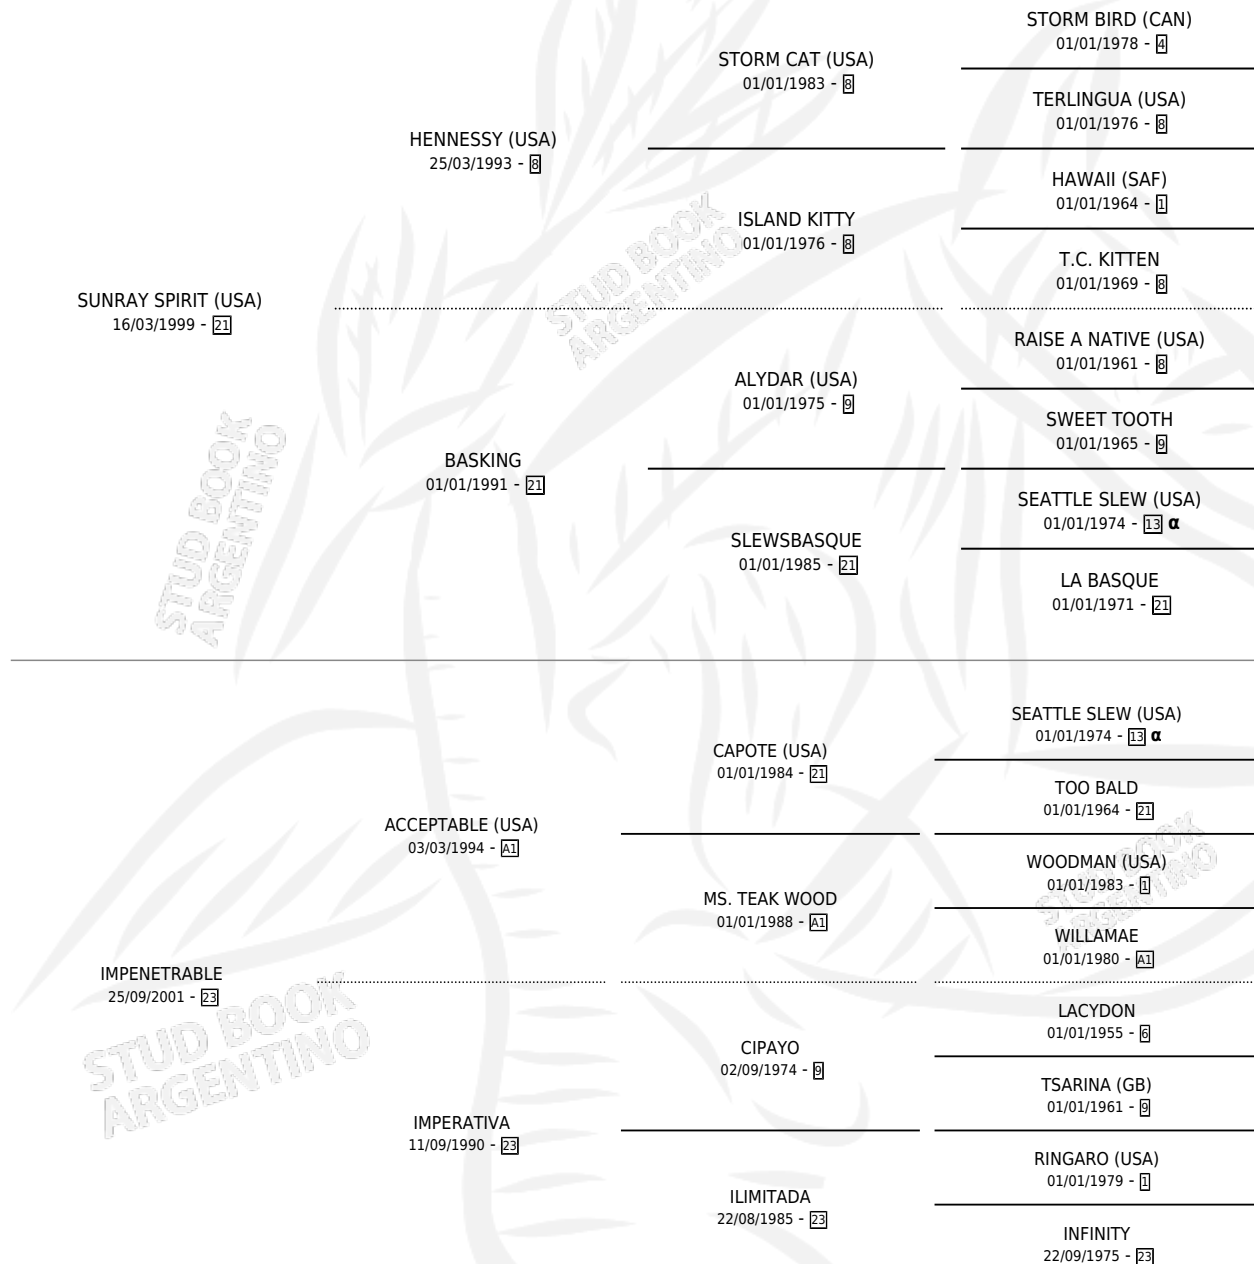 STORM BIRD (CAN)
01/01/1978 - 4
STORM CAT (USA)
01/01/1983 - 8
TERLINGUA (USA)
01/01/1976 - 8
HENNESSY (USA)
25/03/1993 - 8
HAWAII (SAF)
01/01/1964 - 1
ISLAND KITTY
01/01/1976 - 8
T.C. KITTEN
01/01/1969 - 8
SUNRAY SPIRIT (USA)
16/03/1999 - 21
RAISE A NATIVE (USA)
01/01/1961 - 8
ALYDAR (USA)
01/01/1975 - 9
SWEET TOOTH
01/01/1965 - 9
BASKING
01/01/1991 - 21
SEATTLE SLEW (USA)
01/01/1974 - 13 α
SLEWSBASQUE
01/01/1985 - 21
LA BASQUE
01/01/1971 - 21
SEATTLE SLEW (USA)
01/01/1974 - 13 α
CAPOTE (USA)
01/01/1984 - 21
TOO BALD
01/01/1964 - 21
ACCEPTABLE (USA)
03/03/1994 - A1
WOODMAN (USA)
01/01/1983 - 1
MS. TEAK WOOD
01/01/1988 - A1
WILLAMAE
01/01/1980 - A1
IMPENETRABLE
25/09/2001 - 23
LACYDON
01/01/1955 - 6
CIPAYO
02/09/1974 - 9
TSARINA (GB)
01/01/1961 - 9
IMPERATIVA
11/09/1990 - 23
RINGARO (USA)
01/01/1979 - 1
ILIMITADA
22/08/1985 - 23
INFINITY
22/09/1975 - 23
STUD BOOK
ARGENTINO
STUD BOOK
ARGENTINO
STUD BOOK
ARGENTINO
STUD BOOK
ARGENTINO